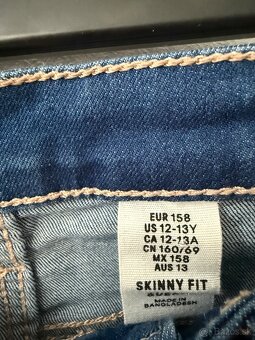 EUR 158
US 12-13Y
CA 12-13A
CN 160/69
MX 158
AUS 13
SKINNY FIT
MADE IN
BANGLADESH